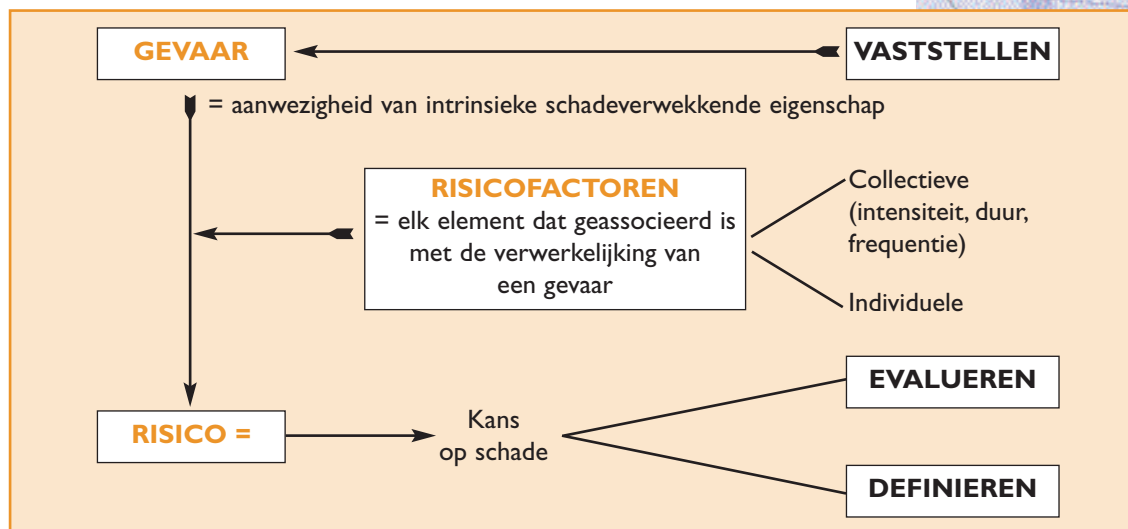 GEVAAR
VASTSTELLEN
= aanwezigheid van intrinsieke schadeverwekkende eigenschap
RISICOFACTOREN
= elk element dat geassocieerd is
met de verwerkelijking van
een gevaar
Collectieve
(intensiteit, duur,
frequentie)
Individuele
EVALUEREN
RISICO =
Kans
op schade
DEFINIEREN